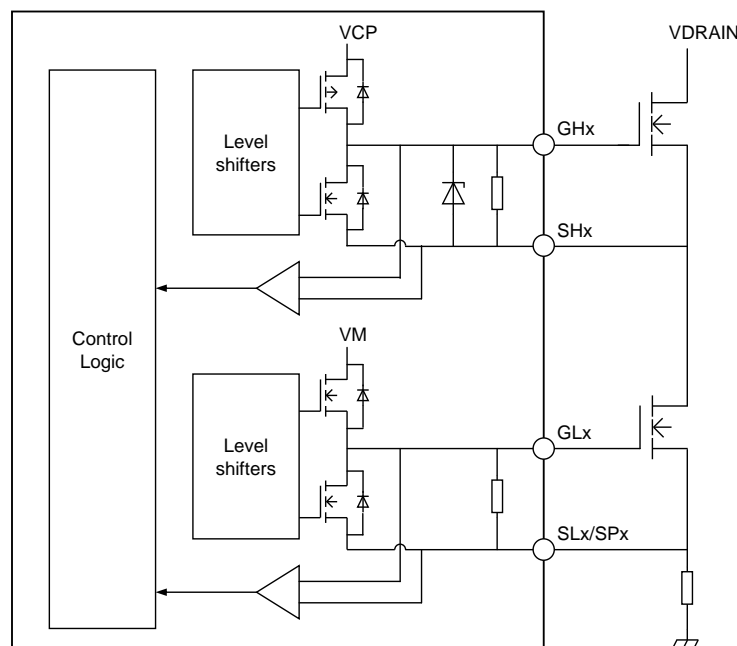 VCP
VDRAIN
Level
shifters
GHx
SHx
Control
Logic
VM
Level
shifters
GLx
SLx/SPx